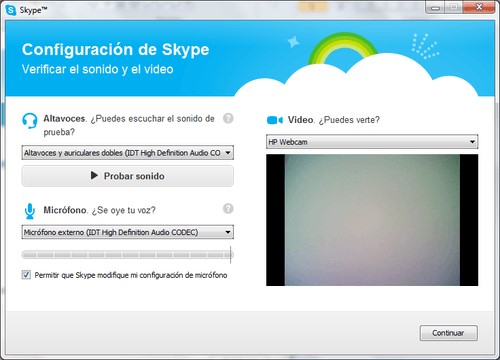 Skype™
Configuración de Skype
Verificar el sonido y el video
Altavoces. ¿Puedes escuchar el sonido de
prueba?
?
Altavoces y auriculares dobles (IDT High Definition Audio CO
Probar sonido
Micrófono. ¿Se oye tu voz?
?
Micrófono externo (IDT High Definition Audio CODEC)
Permitir que Skype modifique mi configuración de micrófono
Video. ¿Puedes verte?
HP Webcam
Continuar